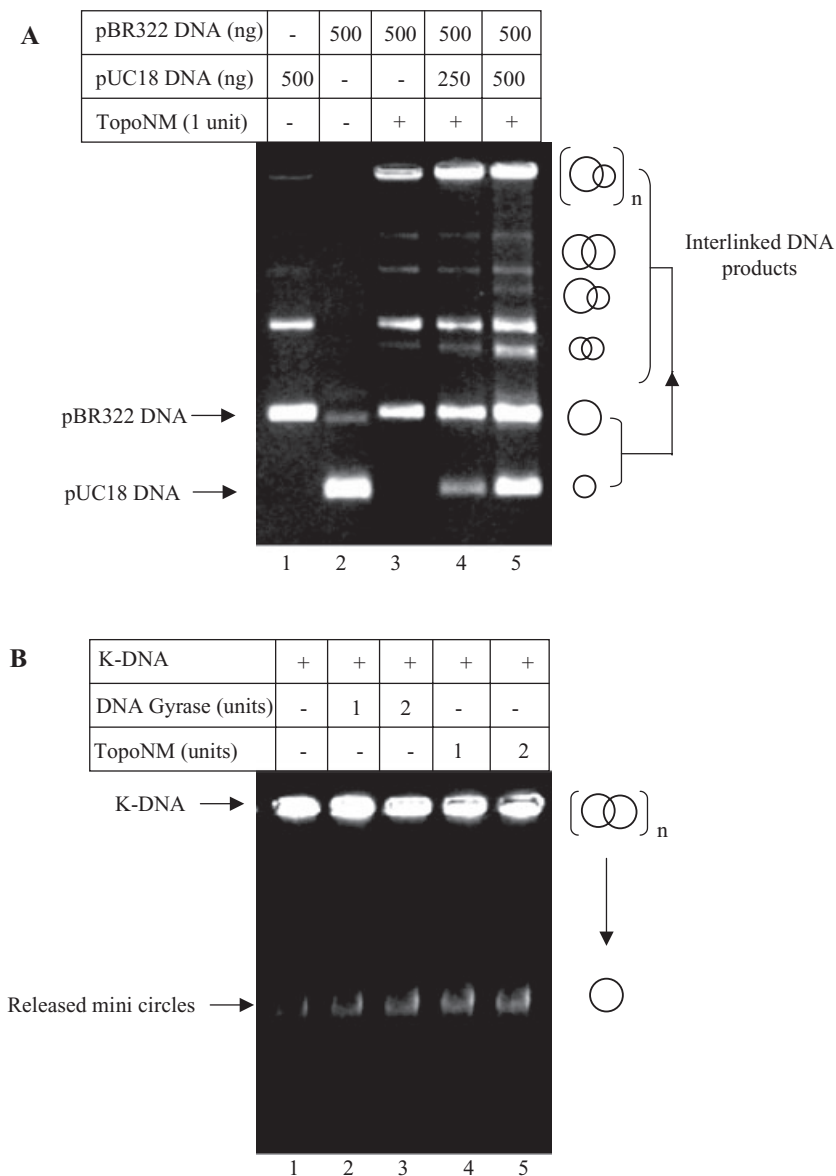 A
pBR322 DNA (ng) - 500 500 500 500
pUC18 DNA (ng) 500 - - 250 500
TopoNM (1 unit) - - + + +
n
Interlinked DNA
products
pBR322 DNA
pUC18 DNA
1 2 3 4 5
B
K-DNA + + + + +
DNA Gyrase (units) - 1 2 - -
TopoNM (units) - - - 1 2
K-DNA
n
Released mini circles
1 2 3 4 5